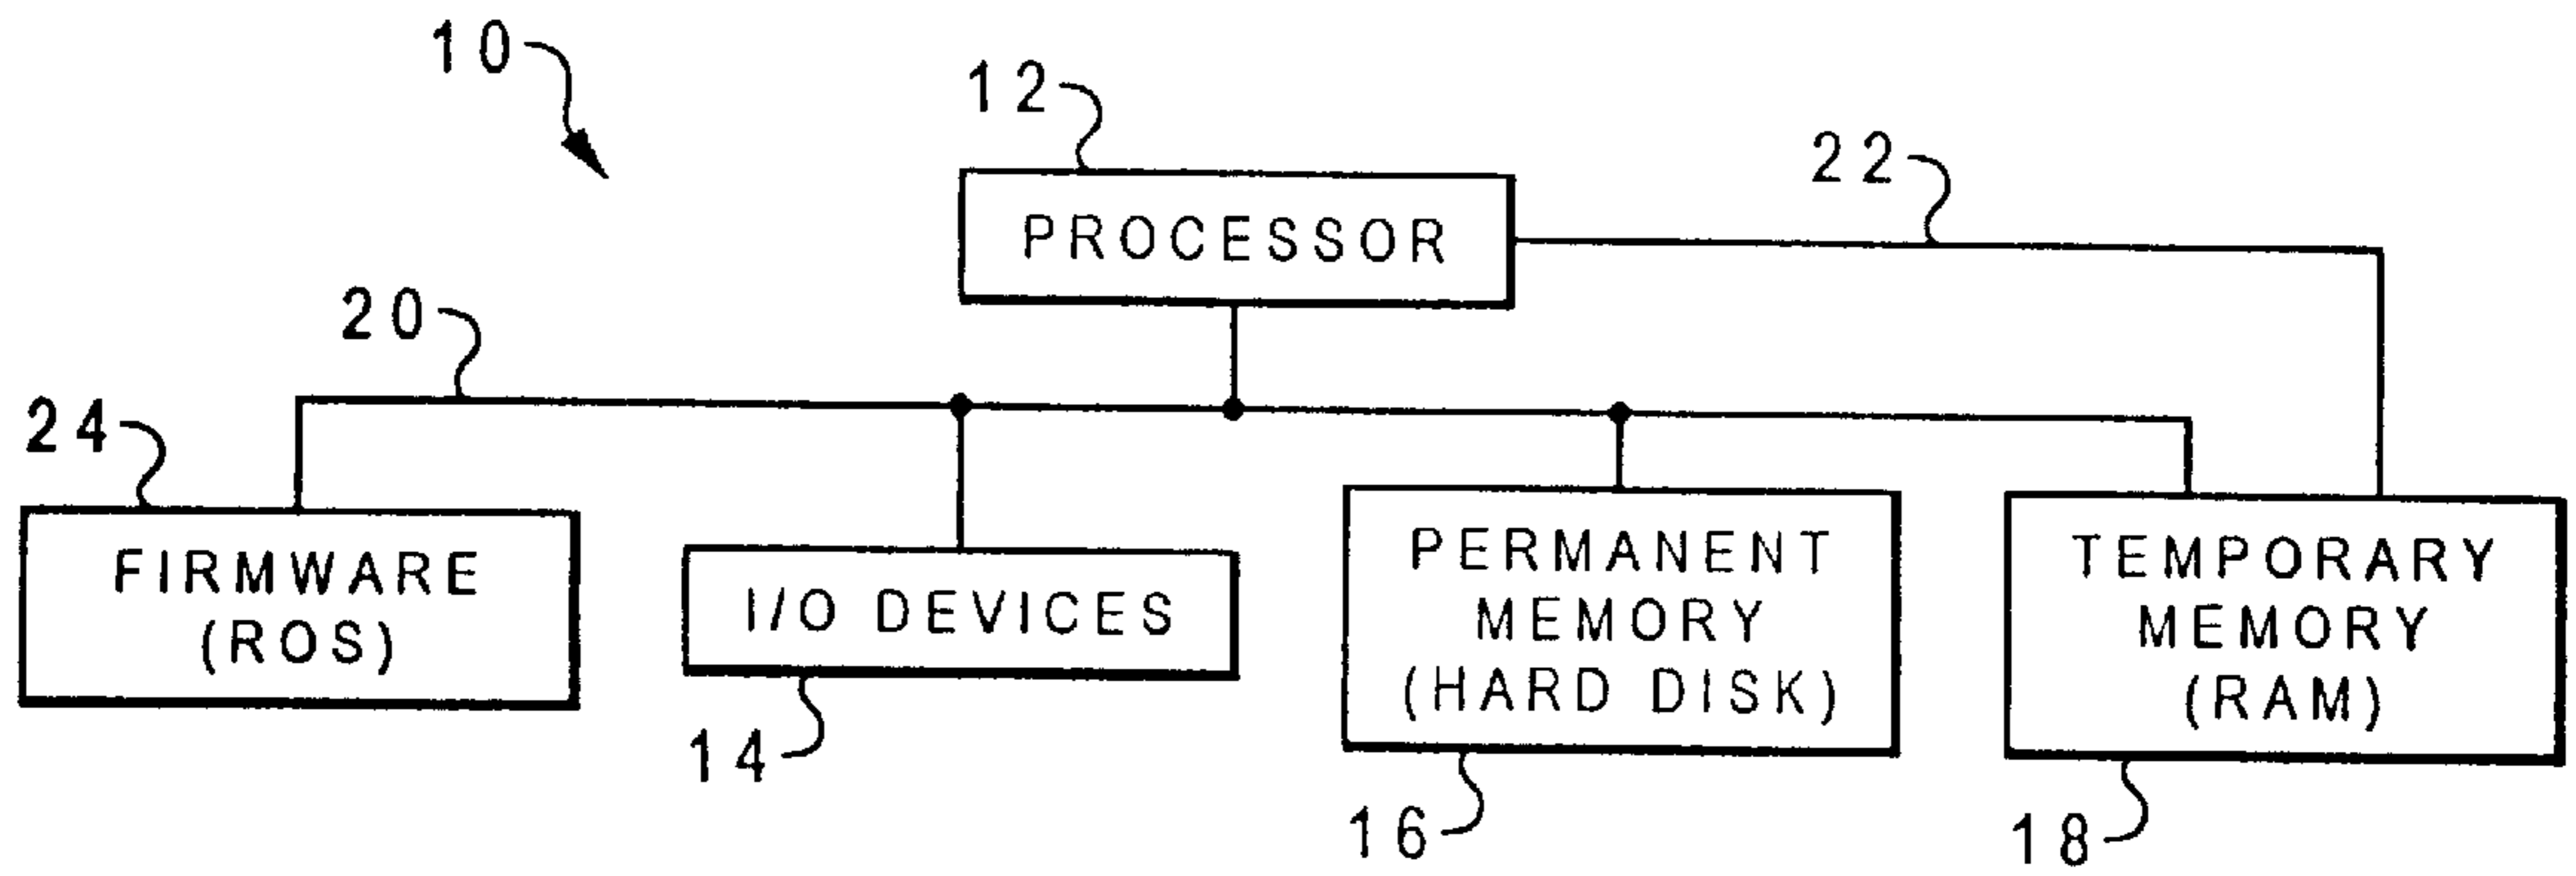 10
12
22
PROCESSOR
20
24
FIRMWARE
(ROS)
I/O DEVICES
14
PERMANENT
MEMORY
(HARD DISK)
16
TEMPORARY
MEMORY
(RAM)
18